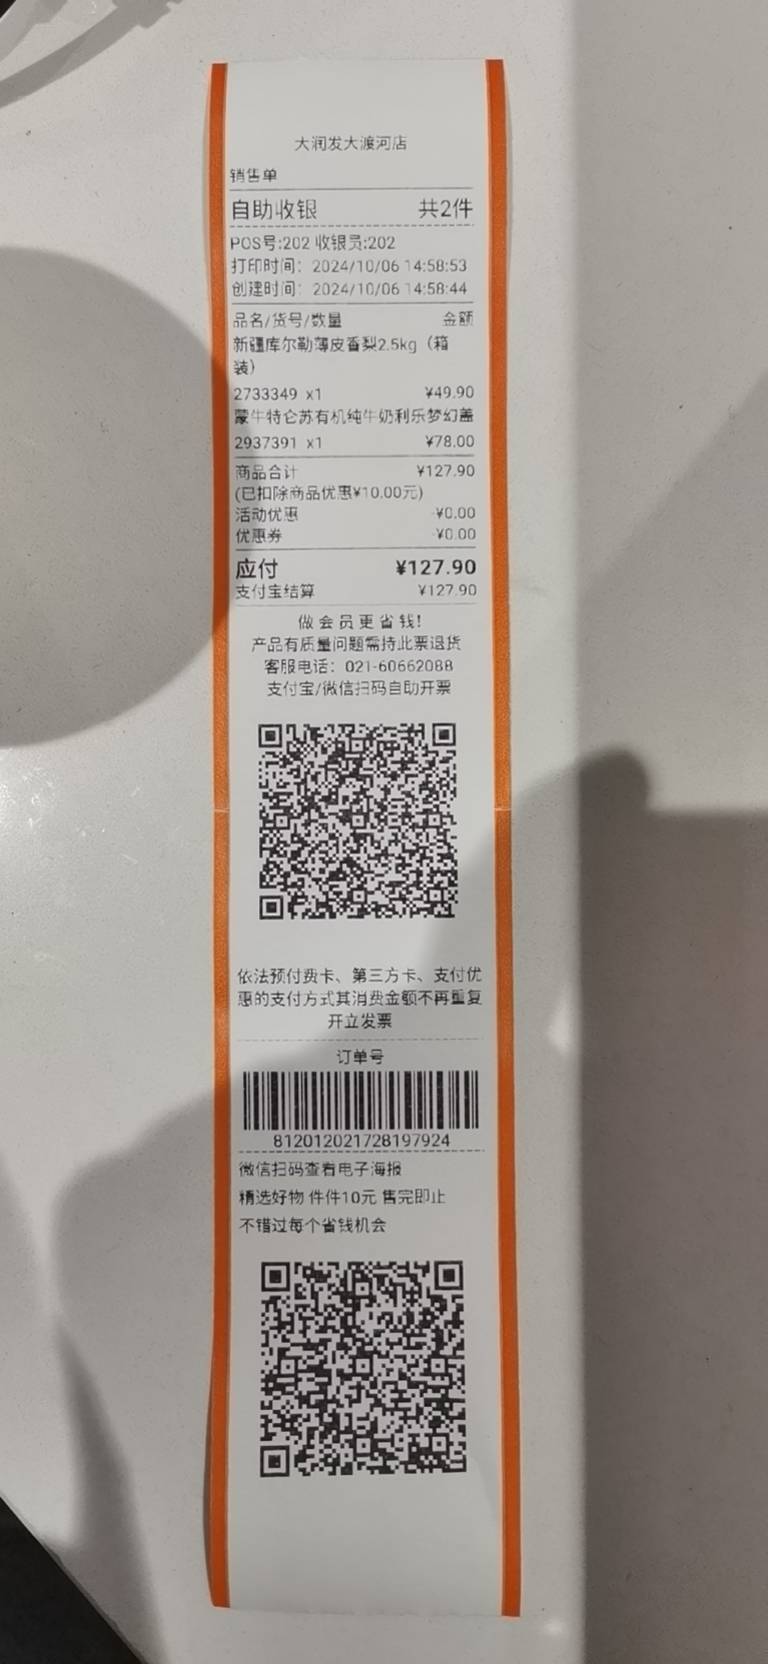 大润发大渡河店
销售单
自助收银 共2件
POS号:202 收银员:202
打印时间: 2024/10/06 14:58:53
创建时间: 2024/10/06 14:58:44
品名/货号/数量 金额
新疆库尔勒薄皮香梨2.5kg（箱
装）
2733349 x1 ¥49.90
蒙牛特仑苏有机纯牛奶利乐梦幻盖
2937391 x1 ¥78.00
商品合计 ¥127.90
(已扣除商品优惠¥10.00元)
活动优惠 -¥0.00
优惠券 -¥0.00
应付 ¥127.90
支付宝结算 ¥127.90
做会员更省钱!
产品有质量问题需持此票退货
客服电话: 021-60662088
支付宝/微信扫码自助开票
依法预付费卡、第三方卡、支付优
惠的支付方式其消费金额不再重复
开立发票
订单号
812012021728197924
微信扫码查看电子海报
精选好物 件件10元 售完即止
不错过每个省钱机会